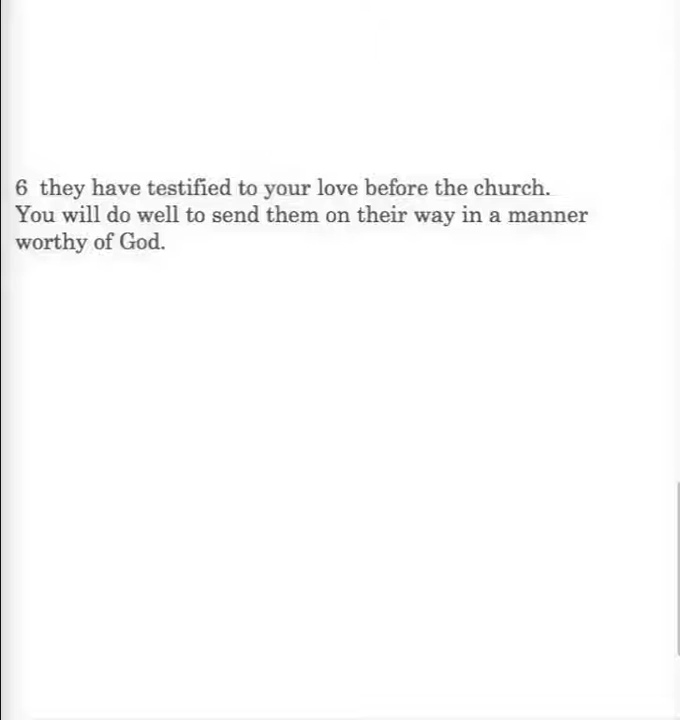 6 they have testified to your love before the church.
You will do well to send them on their way in a manner
worthy of God.